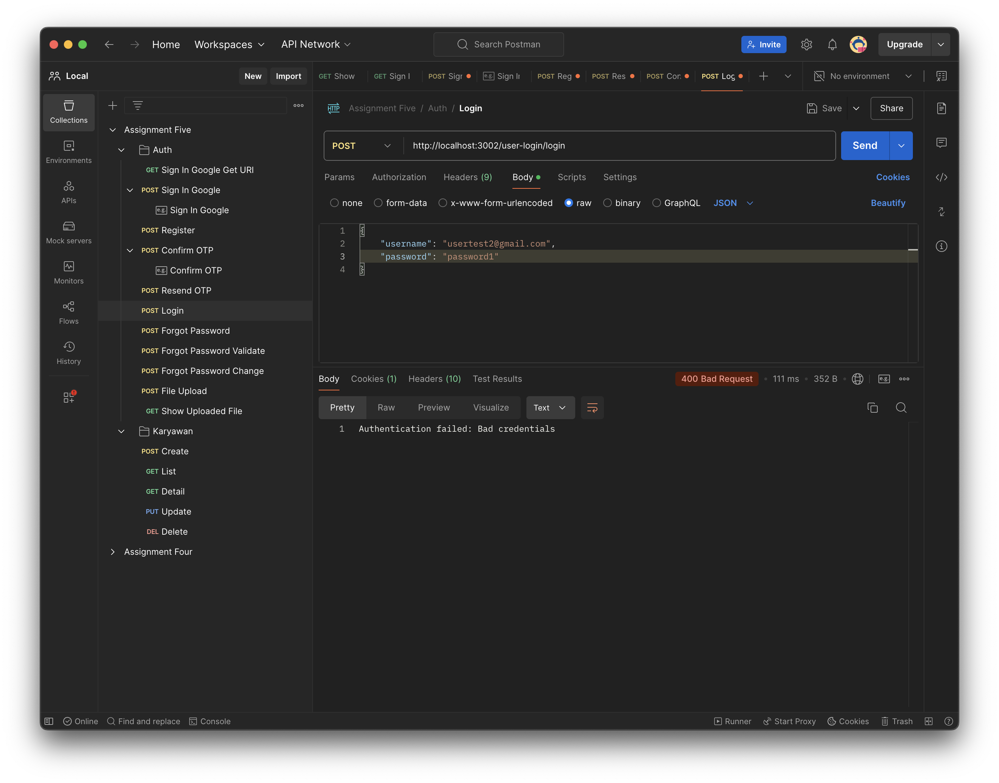 Home Workspaces API Network Search Postman Invite Upgrade
Local New Import
GET Show GET Sign I POST Sigr e.g. Sign Ir POST Reg POST Res POST Cor POST Log No environment
Collections
Environments
APIs
Mock servers
Monitors
Flows
History
Assignment Five
Auth
GET Sign In Google Get URI
POST Sign In Google
e.g. Sign In Google
POST Register
POST Confirm OTP
e.g. Confirm OTP
POST Resend OTP
POST Login
POST Forgot Password
POST Forgot Password Validate
POST Forgot Password Change
POST File Upload
GET Show Uploaded File
Karyawan
POST Create
GET List
GET Detail
PUT Update
DEL Delete
Assignment Four
HTTP Assignment Five / Auth / Login Save Share
POST http://localhost:3002/user-login/login Send
Params Authorization Headers (9) Body Scripts Settings Cookies
none form-data x-www-form-urlencoded raw binary GraphQL JSON Beautify
1 {
2 "username": "usertest2@gmail.com",
3 "password": "password1"
4 }
Body Cookies (1) Headers (10) Test Results 400 Bad Request 111 ms 352 B e.g.
Pretty Raw Preview Visualize Text
1 Authentication failed: Bad credentials
Online Find and replace Console Runner Start Proxy Cookies Trash